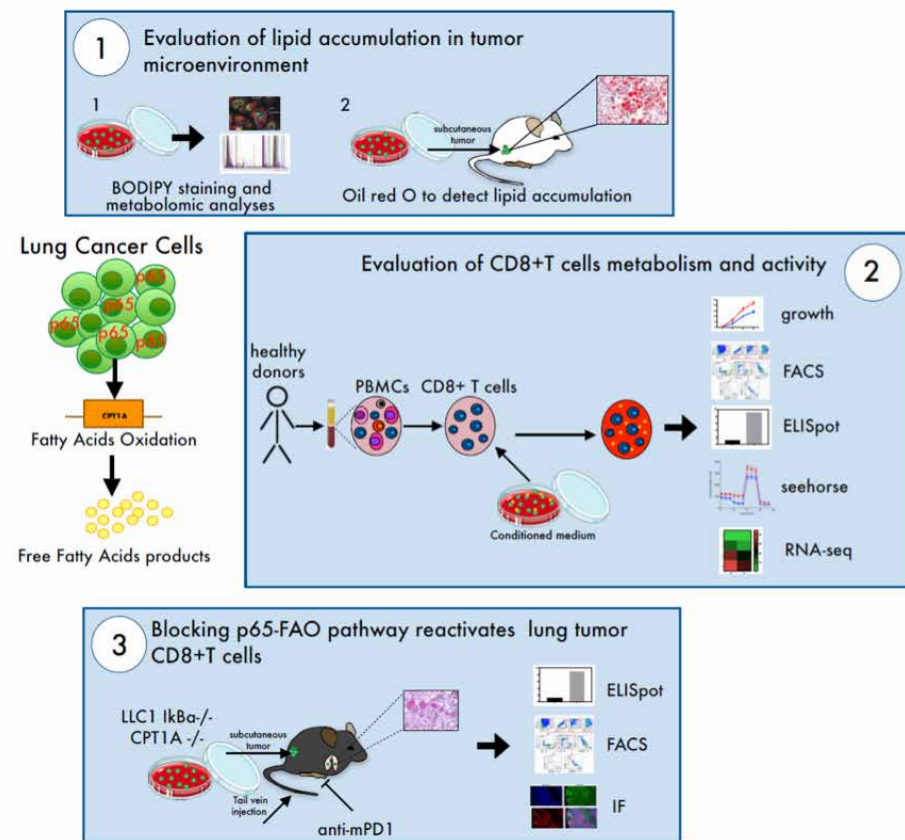 1
Evaluation of lipid accumulation in tumor
microenvironment
1
2
subcutaneous
tumor
BODIPY staining and
metabolomic analyses
Oil red O to detect lipid accumulation
Lung Cancer Cells
p65
p65
p65
p65
p65
CPT1A
Fatty Acids Oxidation
Free Fatty Acids products
Evaluation of CD8+T cells metabolism and activity
2
healthy
donors
PBMCs
CD8+ T cells
Conditioned medium
growth
FACS
ELISpot
seehorse
RNA-seq
3
Blocking p65-FAO pathway reactivates lung tumor
CD8+T cells
LLC1 IkBa-/-
CPT1A -/-
subcutaneous
tumor
Tail vein
injection
anti-mPD1
ELISpot
FACS
IF